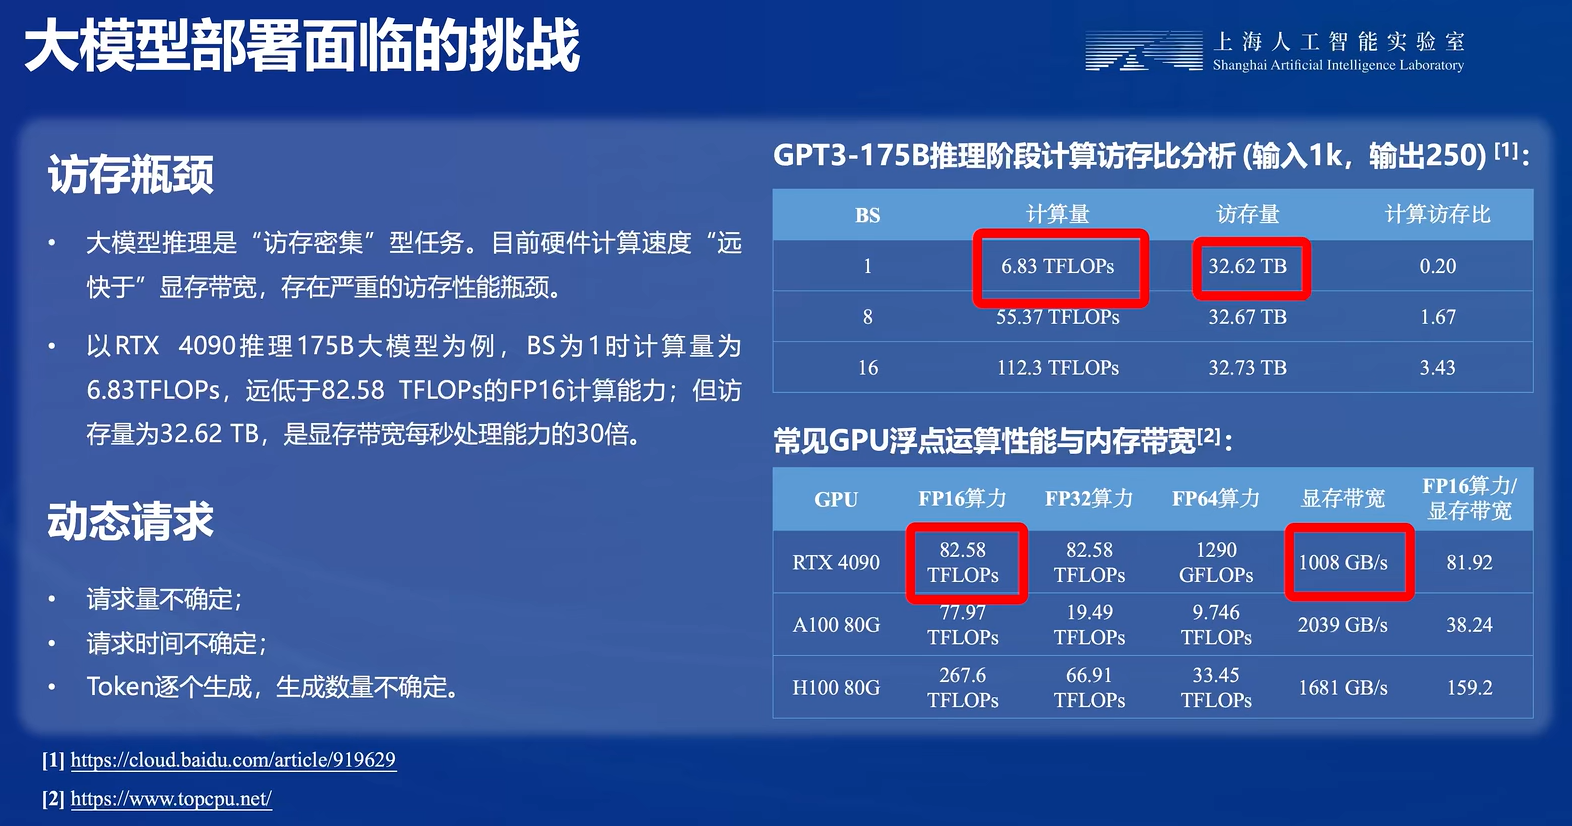 大模型部署面临的挑战
上海人工智能实验室
Shanghai Artificial Intelligence Laboratory
访存瓶颈
• 大模型推理是“访存密集”型任务。目前硬件计算速度“远
快于”显存带宽，存在严重的访存性能瓶颈。
• 以RTX 4090推理175B大模型为例，BS为1时计算量为
6.83TFLOPs，远低于82.58 TFLOPs的FP16计算能力；但访
存量为32.62 TB，是显存带宽每秒处理能力的30倍。
动态请求
• 请求量不确定；
• 请求时间不确定；
• Token逐个生成，生成数量不确定。
GPT3-175B推理阶段计算访存比分析 (输入1k，输出250) [1]：
BS 计算量 访存量 计算访存比
1 6.83 TFLOPs 32.62 TB 0.20
8 55.37 TFLOPs 32.67 TB 1.67
16 112.3 TFLOPs 32.73 TB 3.43
常见GPU浮点运算性能与内存带宽[2]：
GPU FP16算力 FP32算力 FP64算力 显存带宽 FP16算力/
显存带宽
RTX 4090 82.58 TFLOPs 82.58 TFLOPs 1290 GFLOPs 1008 GB/s 81.92
A100 80G 77.97 TFLOPs 19.49 TFLOPs 9.746 TFLOPs 2039 GB/s 38.24
H100 80G 267.6 TFLOPs 66.91 TFLOPs 33.45 TFLOPs 1681 GB/s 159.2
[1] https://cloud.baidu.com/article/919629
[2] https://www.topcpu.net/